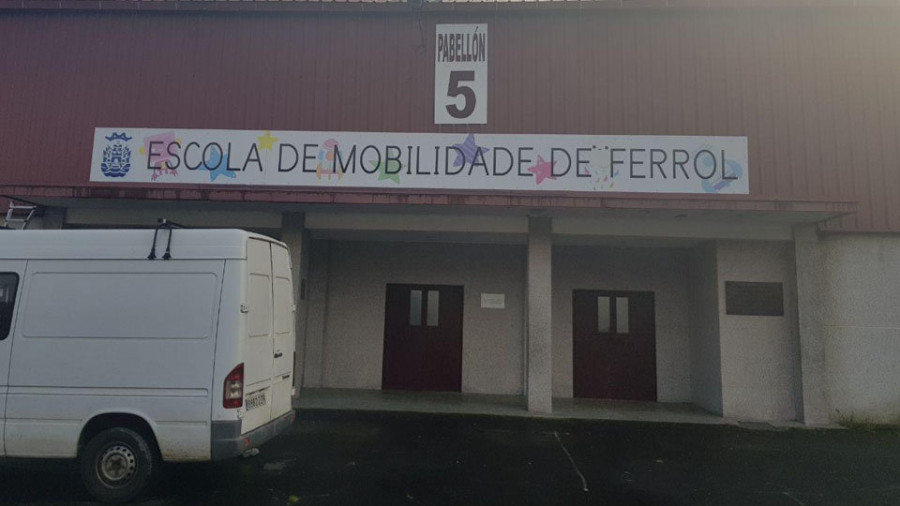 PABELLÓN
5
ESCOLA DE MOBILIDADE DE FERROL